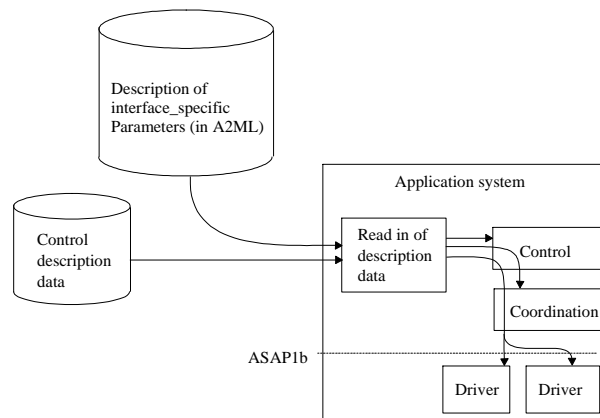 Description of
interface_specific
Parameters (in A2ML)
Application system
Control
description
data
Read in of
description
data
Control
Coordination
ASAP1b
Driver
Driver